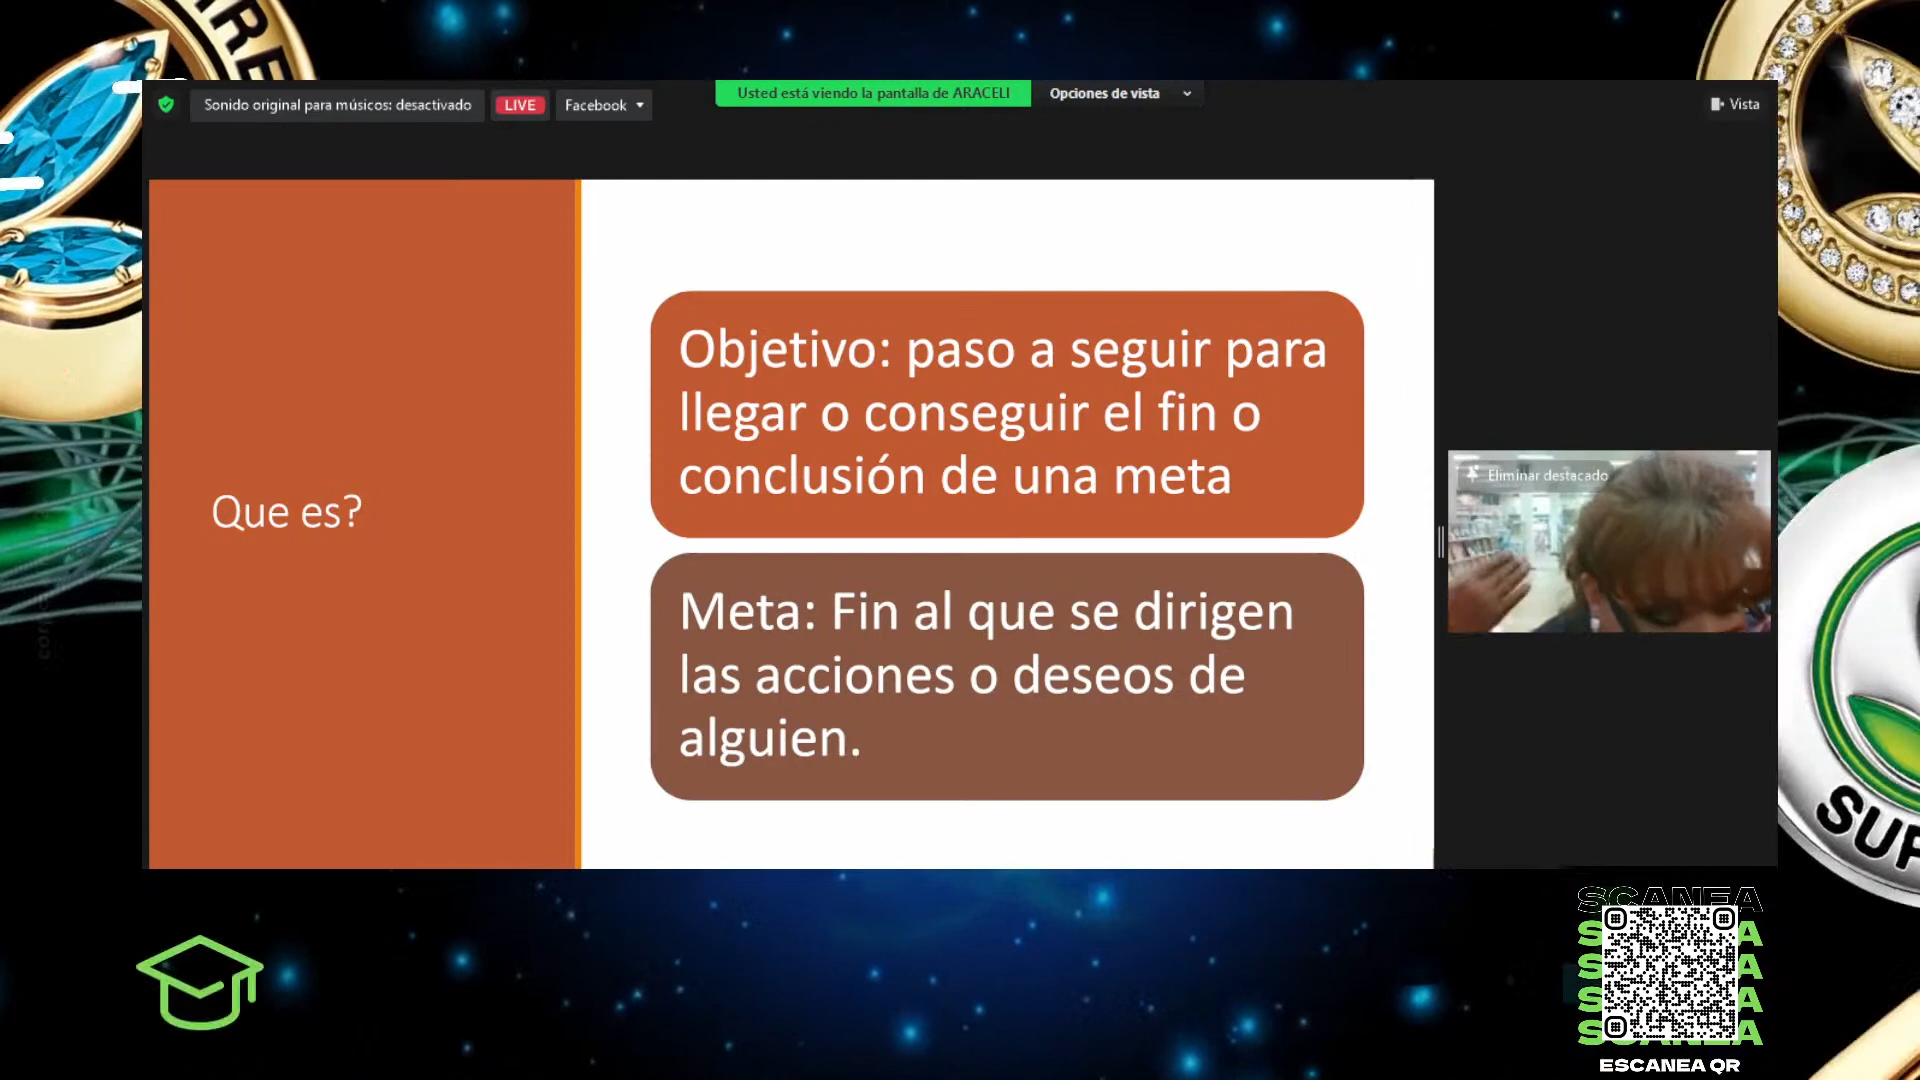 Sonido original para músicos: desactivado
LIVE
Facebook
Usted está viendo la pantalla de ARACELI
Opciones de vista
Vista
Que es?
Objetivo: paso a seguir para
llegar o conseguir el fin o
conclusión de una meta
Meta: Fin al que se dirigen
las acciones o deseos de
alguien.
Eliminar destacado
SCANEA
ESCANEA QR